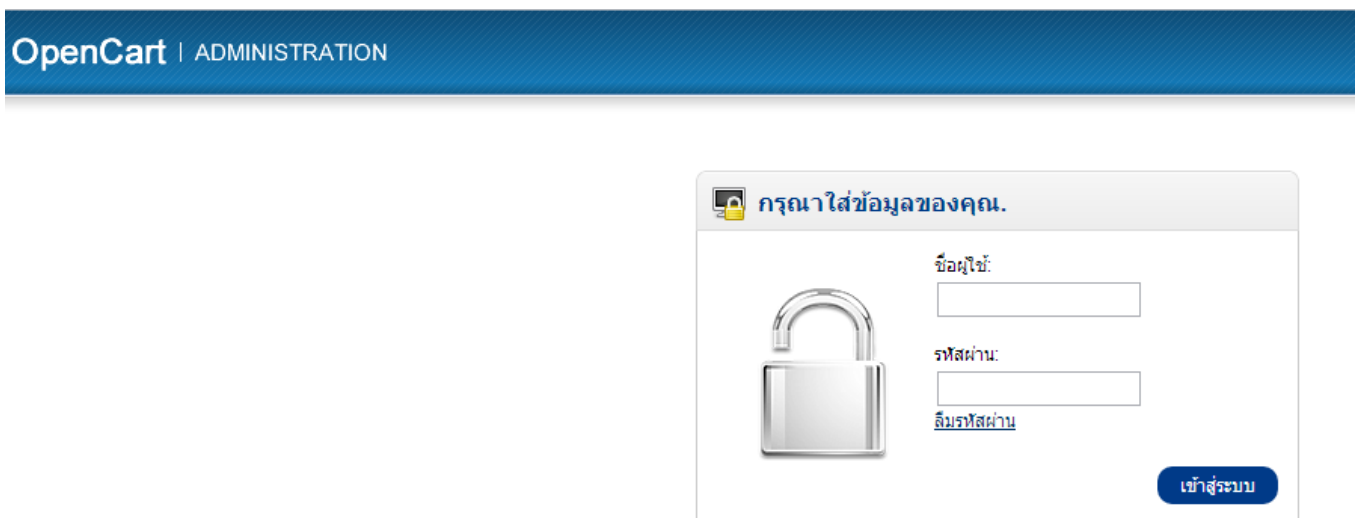 OpenCart | ADMINISTRATION
กรุณาใส่ข้อมูลของคุณ.
ชื่อผู้ใช้:
รหัสผ่าน:
ลืมรหัสผ่าน
เข้าสู่ระบบ